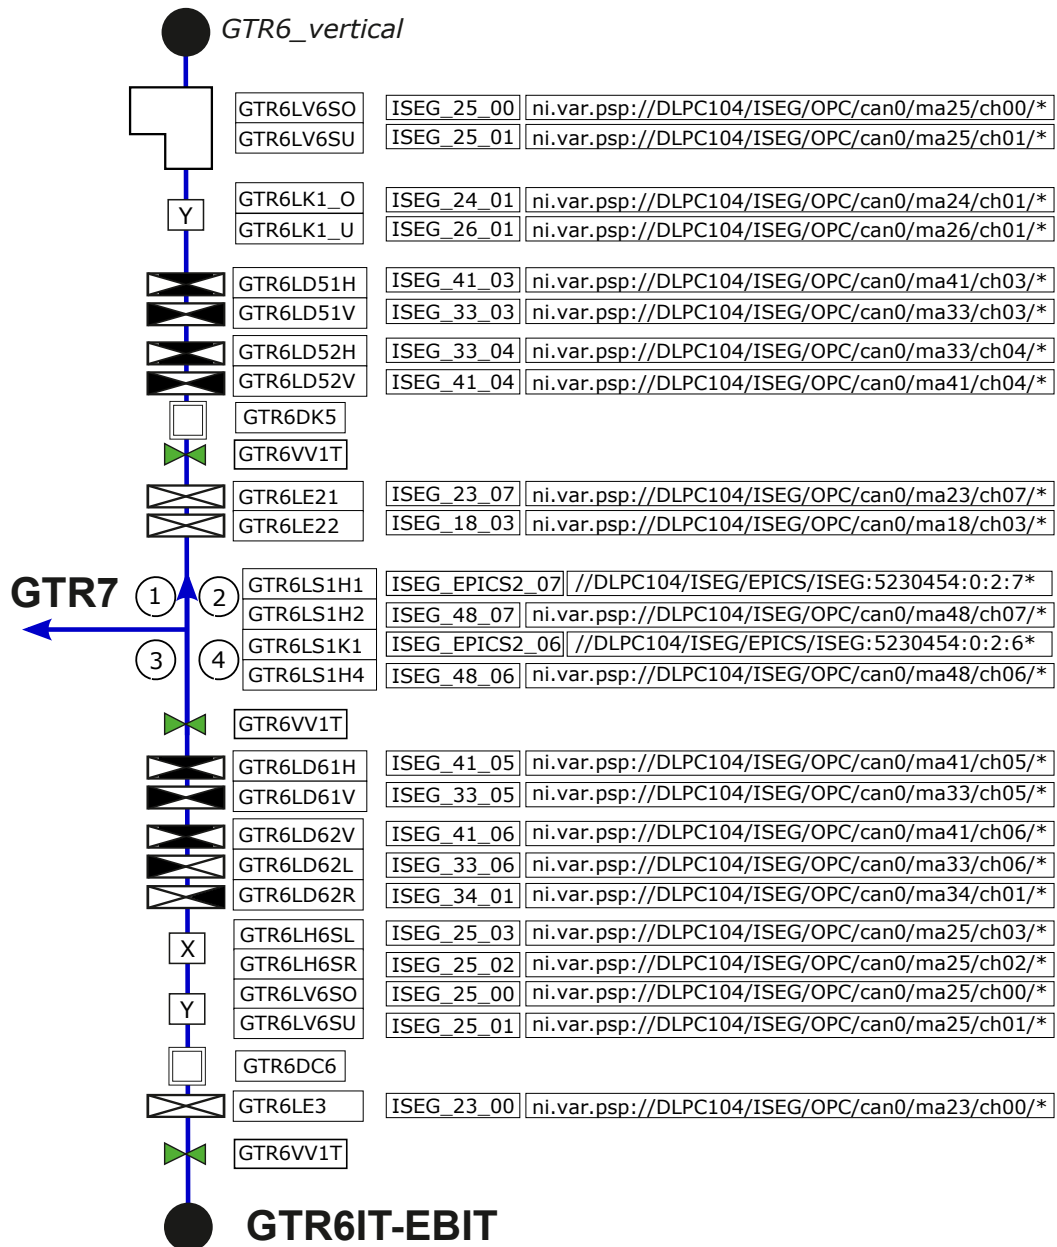 GTR6_vertical
GTR6LV6SO ISEG_25_00 ni.var.psp://DLPC104/ISEG/OPC/can0/ma25/ch00/*
GTR6LV6SU ISEG_25_01 ni.var.psp://DLPC104/ISEG/OPC/can0/ma25/ch01/*
GTR6LK1_O ISEG_24_01 ni.var.psp://DLPC104/ISEG/OPC/can0/ma24/ch01/*
Y
GTR6LK1_U ISEG_26_01 ni.var.psp://DLPC104/ISEG/OPC/can0/ma26/ch01/*
GTR6LD51H ISEG_41_03 ni.var.psp://DLPC104/ISEG/OPC/can0/ma41/ch03/*
GTR6LD51V ISEG_33_03 ni.var.psp://DLPC104/ISEG/OPC/can0/ma33/ch03/*
GTR6LD52H ISEG_33_04 ni.var.psp://DLPC104/ISEG/OPC/can0/ma33/ch04/*
GTR6LD52V ISEG_41_04 ni.var.psp://DLPC104/ISEG/OPC/can0/ma41/ch04/*
GTR6DK5
GTR6VV1T
GTR6LE21 ISEG_23_07 ni.var.psp://DLPC104/ISEG/OPC/can0/ma23/ch07/*
GTR6LE22 ISEG_18_03 ni.var.psp://DLPC104/ISEG/OPC/can0/ma18/ch03/*
GTR7 1 2
GTR6LS1H1 ISEG_EPICS2_07 //DLPC104/ISEG/EPICS/ISEG:5230454:0:2:7*
GTR6LS1H2 ISEG_48_07 ni.var.psp://DLPC104/ISEG/OPC/can0/ma48/ch07/*
3 4
GTR6LS1K1 ISEG_EPICS2_06 //DLPC104/ISEG/EPICS/ISEG:5230454:0:2:6*
GTR6LS1H4 ISEG_48_06 ni.var.psp://DLPC104/ISEG/OPC/can0/ma48/ch06/*
GTR6VV1T
GTR6LD61H ISEG_41_05 ni.var.psp://DLPC104/ISEG/OPC/can0/ma41/ch05/*
GTR6LD61V ISEG_33_05 ni.var.psp://DLPC104/ISEG/OPC/can0/ma33/ch05/*
GTR6LD62V ISEG_41_06 ni.var.psp://DLPC104/ISEG/OPC/can0/ma41/ch06/*
GTR6LD62L ISEG_33_06 ni.var.psp://DLPC104/ISEG/OPC/can0/ma33/ch06/*
GTR6LD62R ISEG_34_01 ni.var.psp://DLPC104/ISEG/OPC/can0/ma34/ch01/*
GTR6LH6SL ISEG_25_03 ni.var.psp://DLPC104/ISEG/OPC/can0/ma25/ch03/*
X
GTR6LH6SR ISEG_25_02 ni.var.psp://DLPC104/ISEG/OPC/can0/ma25/ch02/*
GTR6LV6SO ISEG_25_00 ni.var.psp://DLPC104/ISEG/OPC/can0/ma25/ch00/*
Y
GTR6LV6SU ISEG_25_01 ni.var.psp://DLPC104/ISEG/OPC/can0/ma25/ch01/*
GTR6DC6
GTR6LE3 ISEG_23_00 ni.var.psp://DLPC104/ISEG/OPC/can0/ma23/ch00/*
GTR6VV1T
GTR6IT-EBIT